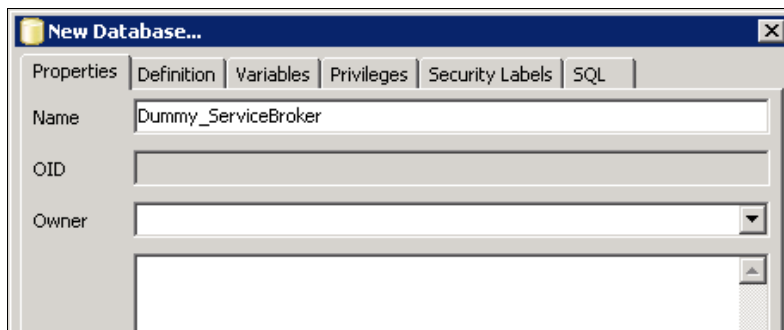 New Database...
Properties Definition Variables Privileges Security Labels SQL
Name Dummy_ServiceBroker
OID
Owner